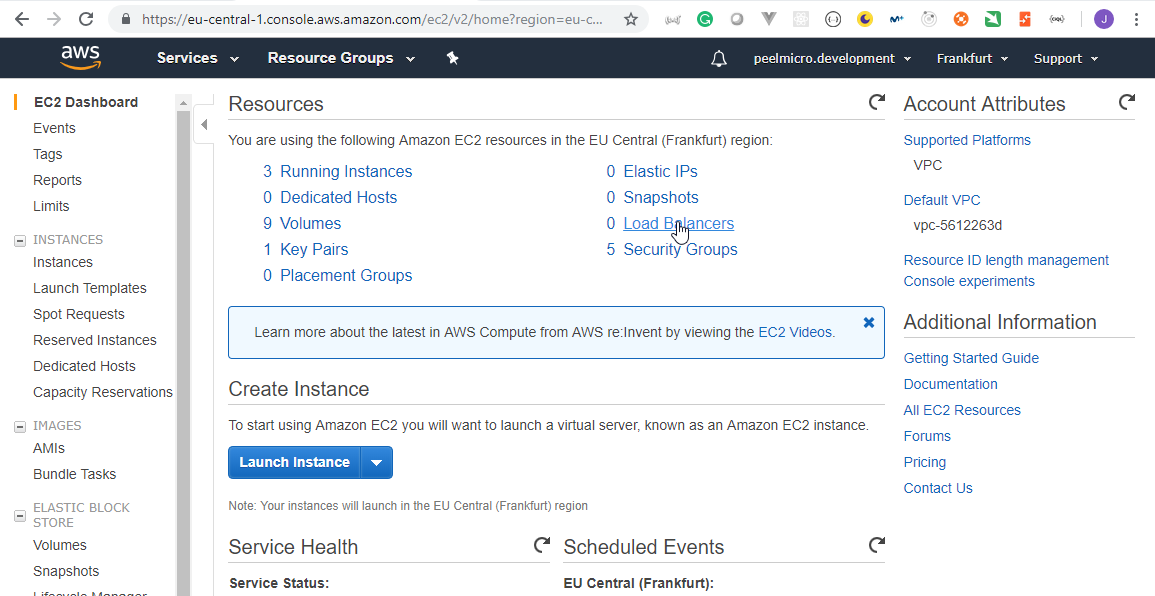 https://eu-central-1.console.aws.amazon.com/ec2/v2/home?region=eu-c...
J
aws
Services
Resource Groups
peelmicro.development
Frankfurt
Support
EC2 Dashboard
Events
Tags
Reports
Limits
INSTANCES
Instances
Launch Templates
Spot Requests
Reserved Instances
Dedicated Hosts
Capacity Reservations
IMAGES
AMIs
Bundle Tasks
ELASTIC BLOCK
STORE
Volumes
Snapshots
Lifecycle Manager
Resources
You are using the following Amazon EC2 resources in the EU Central (Frankfurt) region:
3 Running Instances
0 Elastic IPs
0 Dedicated Hosts
0 Snapshots
9 Volumes
0 Load Balancers
1 Key Pairs
5 Security Groups
0 Placement Groups
Learn more about the latest in AWS Compute from AWS re:Invent by viewing the EC2 Videos.
Create Instance
To start using Amazon EC2 you will want to launch a virtual server, known as an Amazon EC2 instance.
Launch Instance
Note: Your instances will launch in the EU Central (Frankfurt) region
Service Health
Service Status:
Scheduled Events
EU Central (Frankfurt):
Account Attributes
Supported Platforms
VPC
Default VPC
vpc-5612263d
Resource ID length management
Console experiments
Additional Information
Getting Started Guide
Documentation
All EC2 Resources
Forums
Pricing
Contact Us